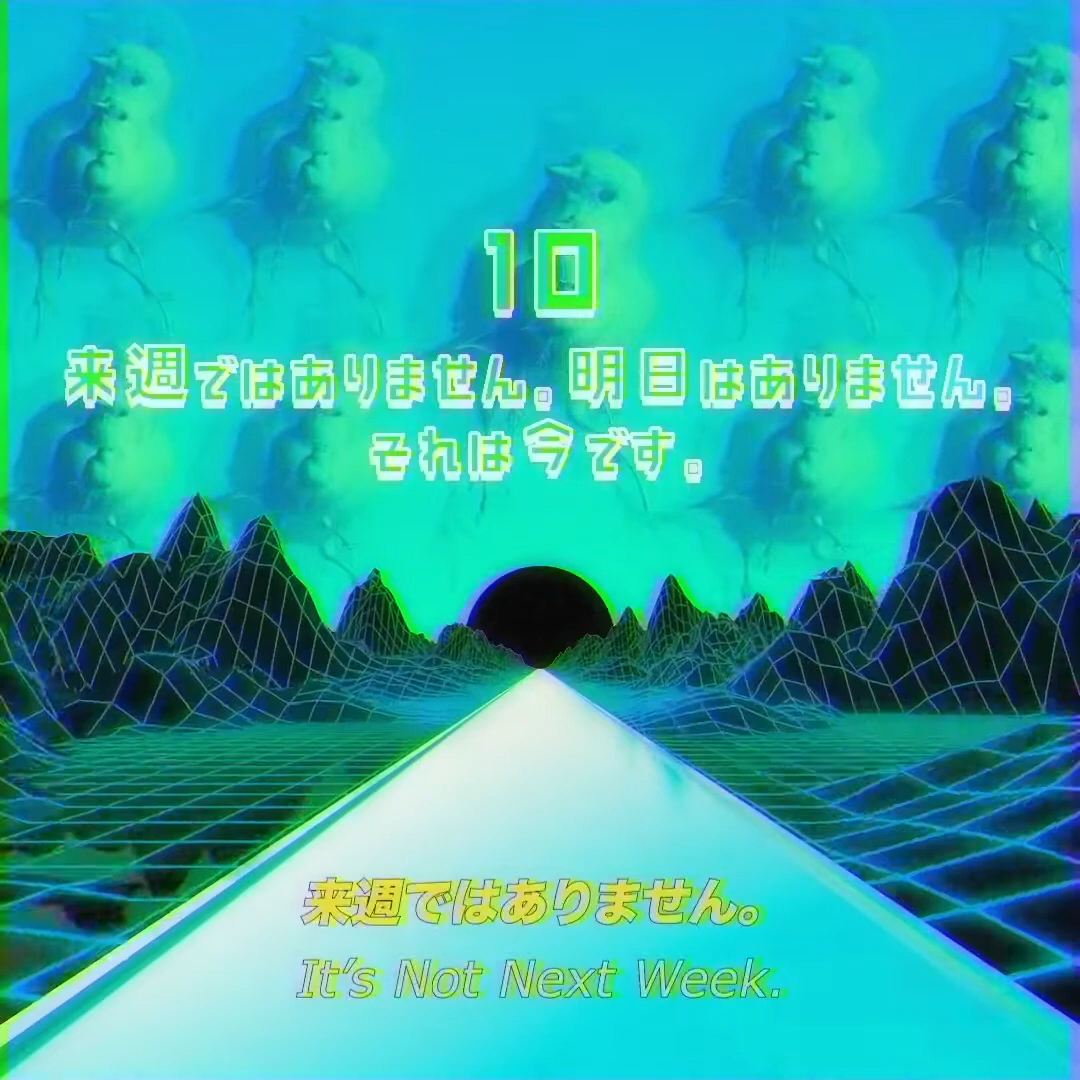 10
来週ではありません。明日はありません。
それは今です。
来週ではありません。
It's Not Next Week.